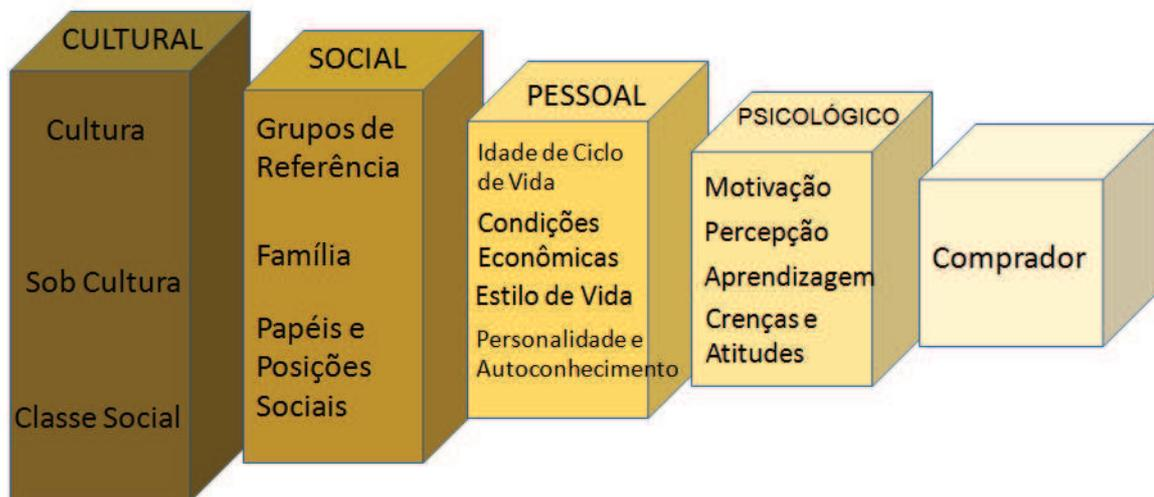 CULTURAL
Cultura
Sob Cultura
Classe Social
SOCIAL
Grupos de
Referência
Família
Papéis e
Posições
Sociais
PESSOAL
Idade de Ciclo
de Vida
Condições
Econômicas
Estilo de Vida
Personalidade e
Autoconhecimento
PSICOLÓGICO
Motivação
Percepção
Aprendizagem
Crenças e
Atitudes
Comprador